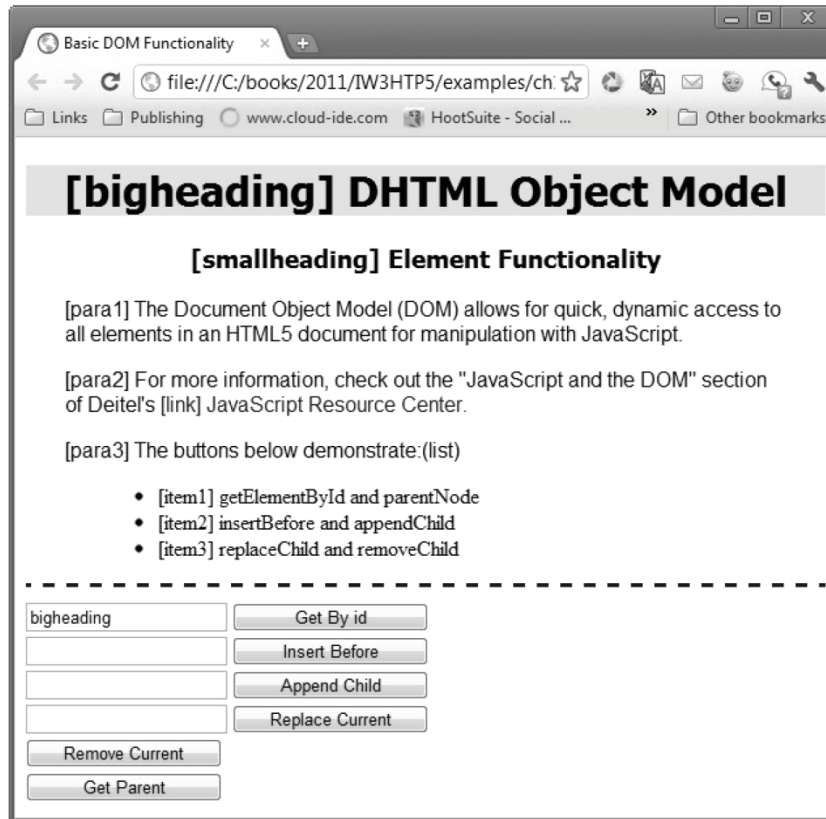 Basic DOM Functionality
file:///C:/books/2011/IW3HTP5/examples/ch
Links Publishing www.cloud-ide.com HootSuite - Social ... » Other bookmarks
[bigheading] DHTML Object Model
[smallheading] Element Functionality
[para1] The Document Object Model (DOM) allows for quick, dynamic access to
all elements in an HTML5 document for manipulation with JavaScript.
[para2] For more information, check out the "JavaScript and the DOM" section
of Deitel's [link] JavaScript Resource Center.
[para3] The buttons below demonstrate:(list)
• [item1] getElementById and parentNode
• [item2] insertBefore and appendChild
• [item3] replaceChild and removeChild
bigheading Get By id
Insert Before
Append Child
Replace Current
Remove Current
Get Parent